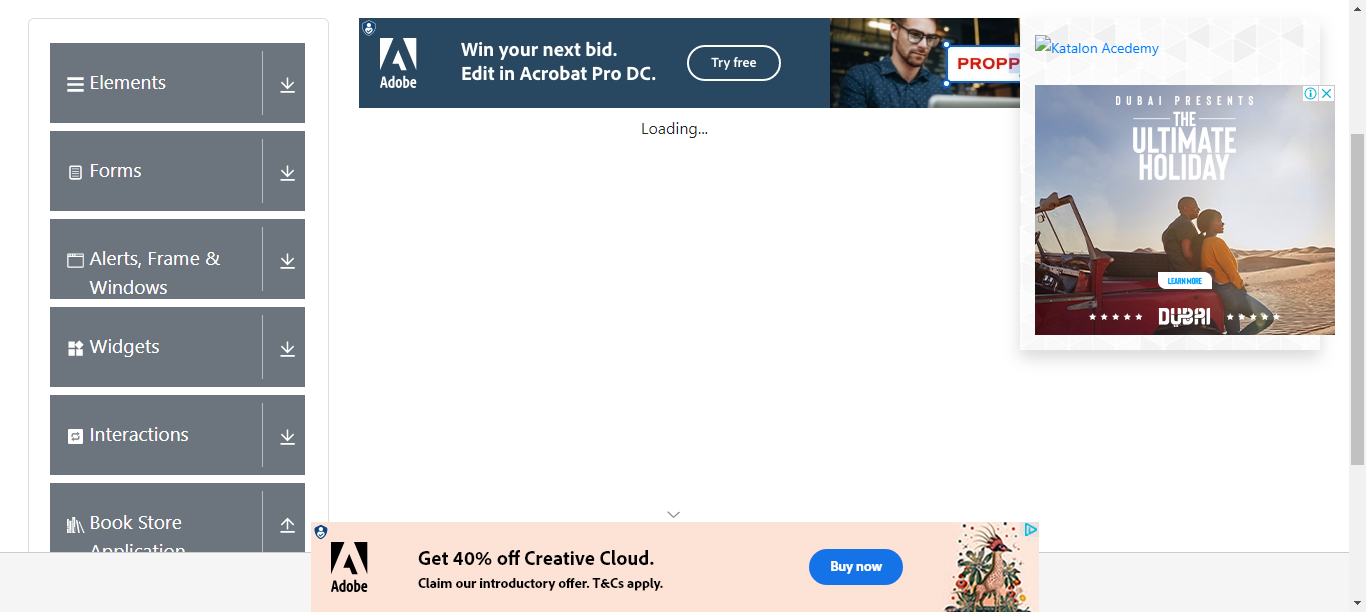 Elements
Forms
Alerts, Frame &
Windows
Widgets
Interactions
Book Store
Application
Adobe
Win your next bid.
Edit in Acrobat Pro DC.
Try free
PROPP
Loading...
Katalon Acedemy
DUBAI PRESENTS
THE
ULTIMATE
HOLIDAY
LEARN MORE
DUBAI
Adobe
Get 40% off Creative Cloud.
Claim our introductory offer. T&Cs apply.
Buy now